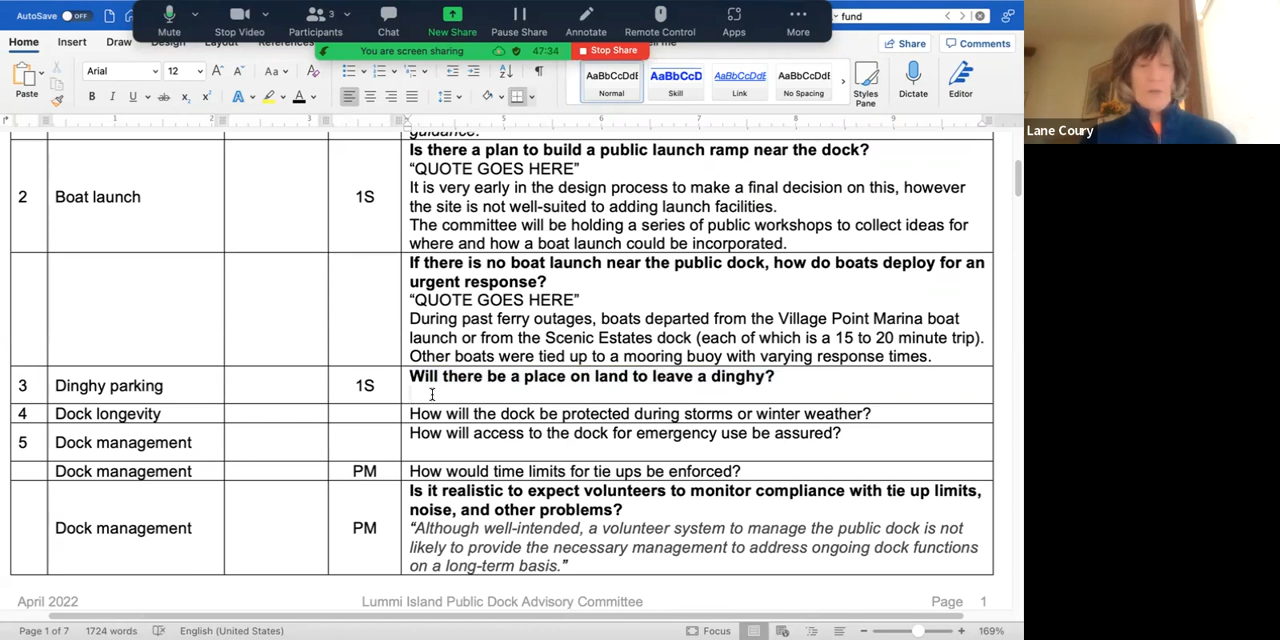 AutoSave OFF
fund
Mute
Stop Video
Participants 3
Chat
New Share
Pause Share
Annotate
Remote Control
Apps
More
You are screen sharing
47:34
Stop Share
Home
Insert
Draw
Share
Comments
Paste
Arial
12
AaBbCcDdE
Normal
AaBbCcD
Skill
AaBbCcDdE
Link
AaBbCcDdE
No Spacing
Styles Pane
Dictate
Editor
Lane Coury
guidance.
2
Boat launch
1S
Is there a plan to build a public launch ramp near the dock?
“QUOTE GOES HERE”
It is very early in the design process to make a final decision on this, however
the site is not well-suited to adding launch facilities.
The committee will be holding a series of public workshops to collect ideas for
where and how a boat launch could be incorporated.
If there is no boat launch near the public dock, how do boats deploy for an
urgent response?
“QUOTE GOES HERE”
During past ferry outages, boats departed from the Village Point Marina boat
launch or from the Scenic Estates dock (each of which is a 15 to 20 minute trip).
Other boats were tied up to a mooring buoy with varying response times.
3
Dinghy parking
1S
Will there be a place on land to leave a dinghy?
4
Dock longevity
How will the dock be protected during storms or winter weather?
5
Dock management
How will access to the dock for emergency use be assured?
Dock management
PM
How would time limits for tie ups be enforced?
Dock management
PM
Is it realistic to expect volunteers to monitor compliance with tie up limits,
noise, and other problems?
“Although well-intended, a volunteer system to manage the public dock is not
likely to provide the necessary management to address ongoing dock functions
on a long-term basis.”
April 2022
Lummi Island Public Dock Advisory Committee
Page 1
Page 1 of 7
1724 words
English (United States)
Focus
169%